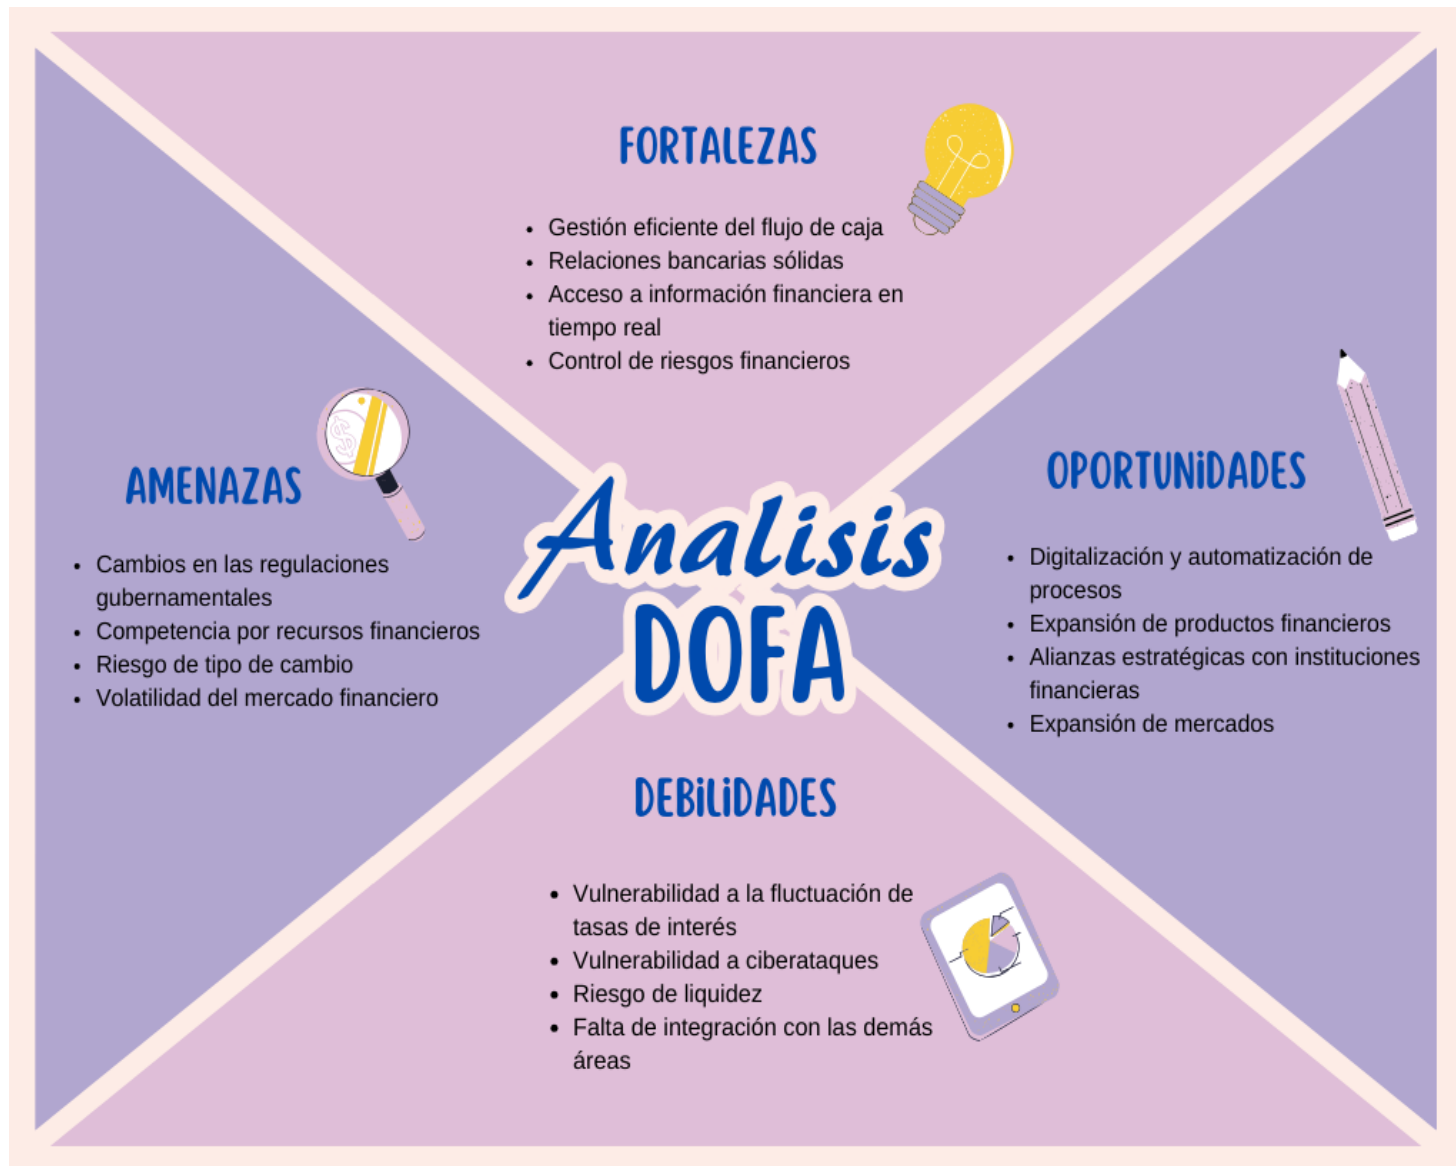 FORTALEZAS
• Gestión eficiente del flujo de caja
• Relaciones bancarias sólidas
• Acceso a información financiera en
tiempo real
• Control de riesgos financieros
AMENAZAS
• Cambios en las regulaciones
gubernamentales
• Competencia por recursos financieros
• Riesgo de tipo de cambio
• Volatilidad del mercado financiero
Analisis
DOFA
OPORTUNiDADES
• Digitalización y automatización de
procesos
• Expansión de productos financieros
• Alianzas estratégicas con instituciones
financieras
• Expansión de mercados
DEBiLiDADES
• Vulnerabilidad a la fluctuación de
tasas de interés
• Vulnerabilidad a ciberataques
• Riesgo de liquidez
• Falta de integración con las demás
áreas
$